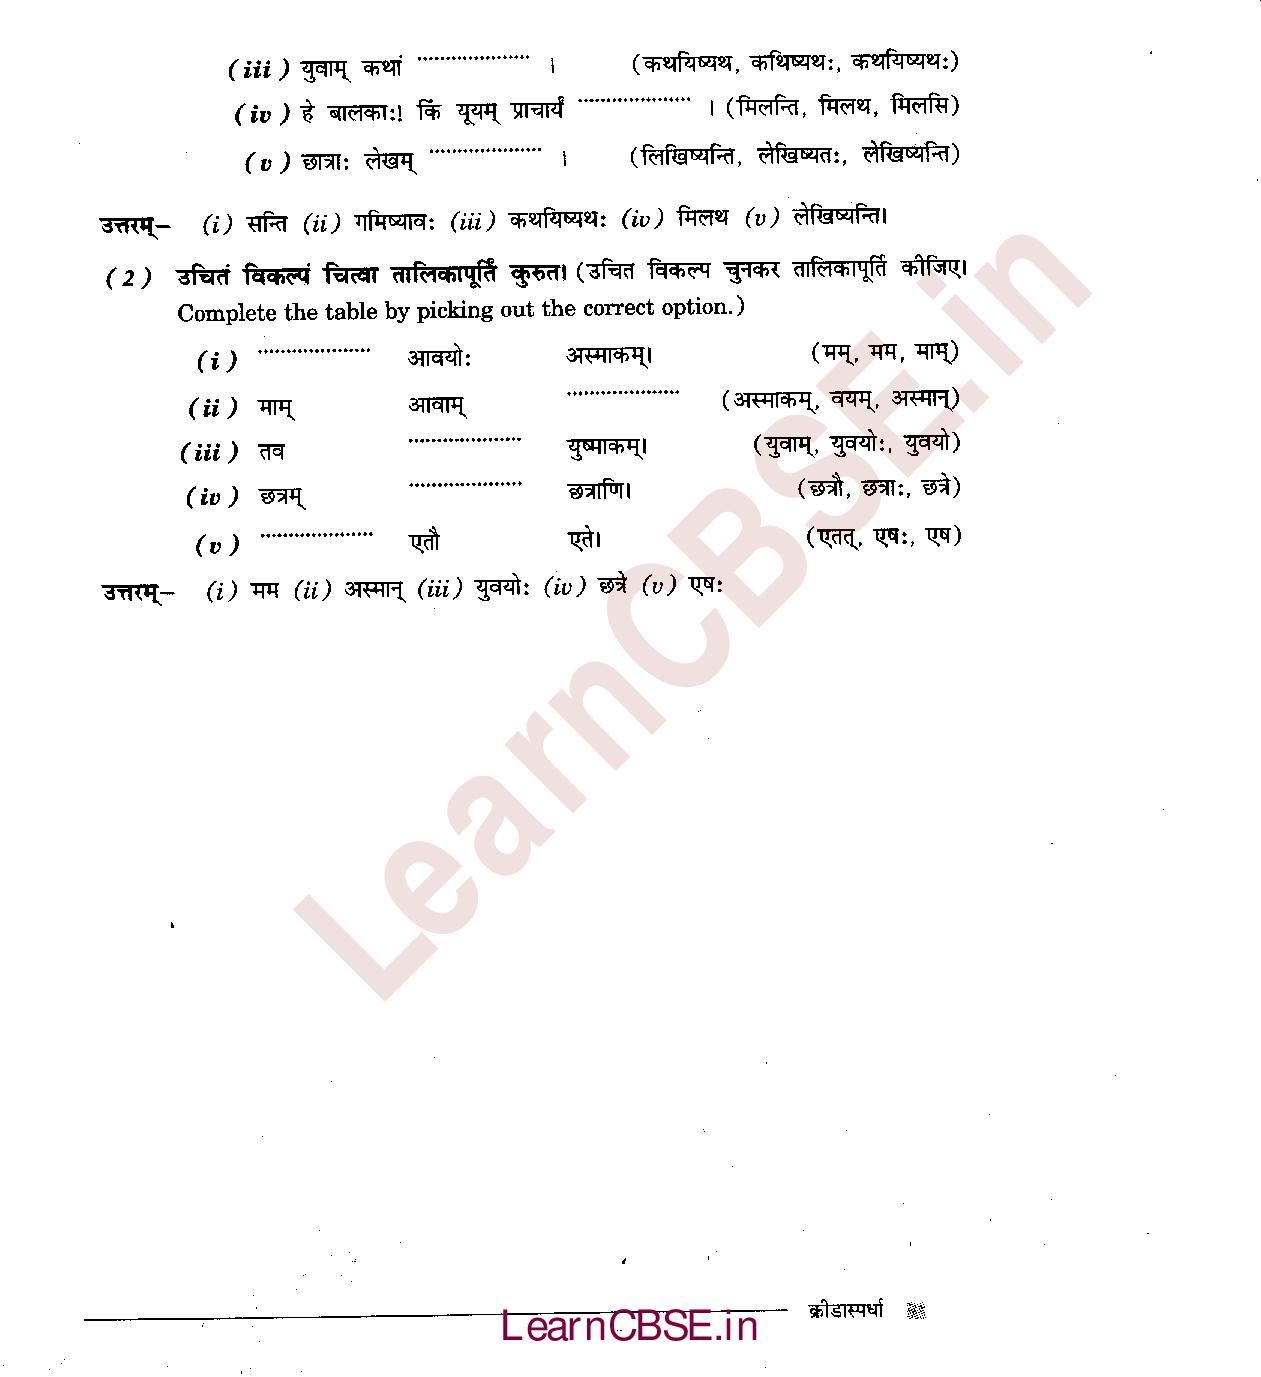 (iii) युवाम् कथां ..................... । (कथयिष्यथ, कथिष्यथः, कथयिष्यथः)
(iv) हे बालकाः! किं यूयम् प्राचार्यं ..................... । (मिलन्ति, मिलथ, मिलसि)
(v) छात्राः लेखम् ..................... । (लिखिष्यन्ति, लेखिष्यतः, लेखिष्यन्ति)
उत्तरम्– (i) सन्ति (ii) गमिष्यावः (iii) कथयिष्यथः (iv) मिलथ (v) लेखिष्यन्ति।
(2) उचितं विकल्पं चित्वा तालिकापूर्तिं कुरुत। (उचित विकल्प चुनकर तालिकापूर्ति कीजिए।
Complete the table by picking out the correct option.)
(i) ..................... आवयोः अस्माकम्। (मम्, मम, माम्)
(ii) माम् आवाम् ..................... (अस्माकम्, वयम्, अस्मान्)
(iii) तव ..................... युष्माकम्। (युवाम्, युवयोः, युवयो)
(iv) छत्रम् ..................... छत्राणि। (छत्रौ, छत्राः, छत्रे)
(v) ..................... एतौ एते। (एतत्, एषः, एष)
उत्तरम्– (i) मम (ii) अस्मान् (iii) युवयोः (iv) छत्रे (v) एषः
LearnCBSE.in
क्रीडास्पर्धा
LearnCBSE.in